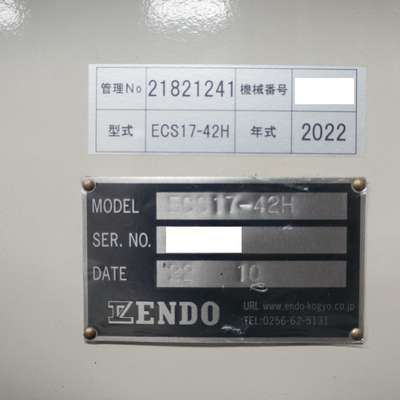 管理No 21821241 機械番号
型式 ECS17-42H 年式 2022
MODEL ECS17-42H
SER. NO.
DATE 22 10
ENDO
URL www.endo-kogyo.co.jp
TEL:0256-62-5131